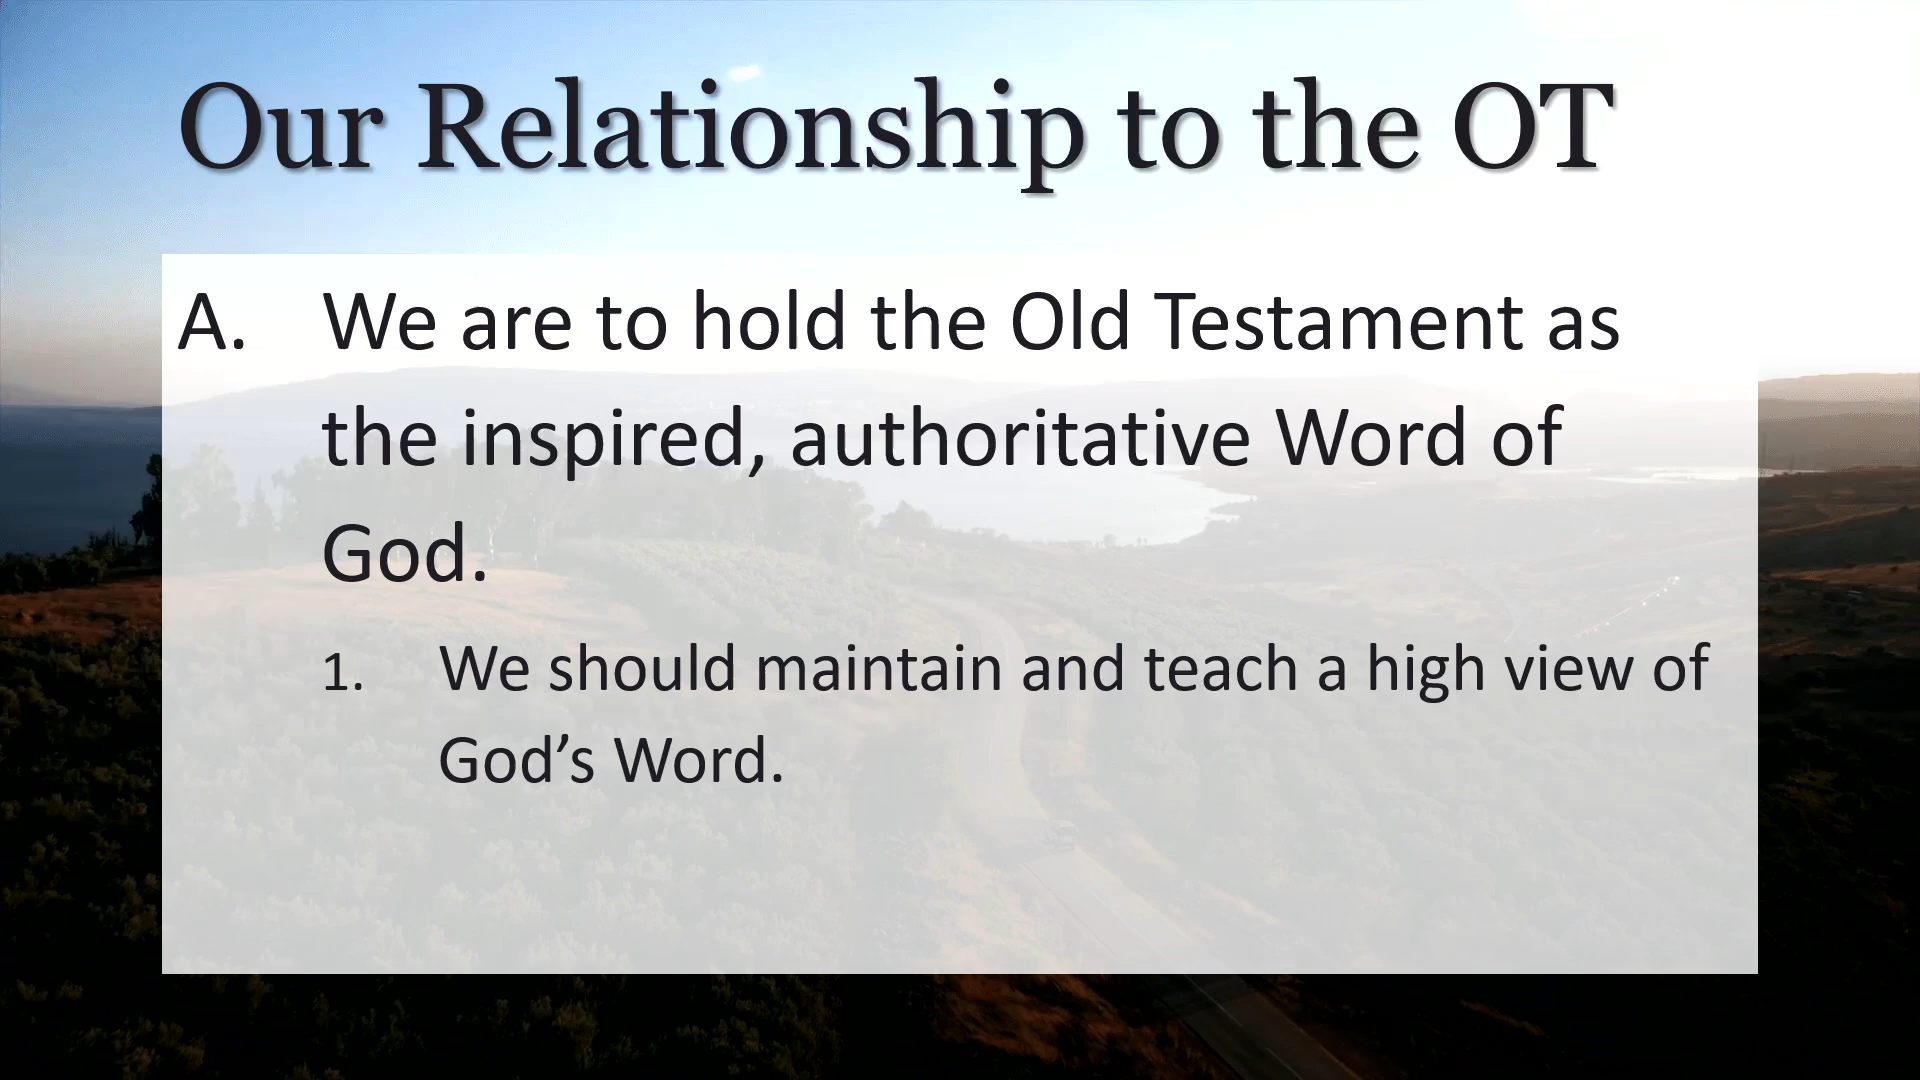 Our Relationship to the OT
A. We are to hold the Old Testament as
the inspired, authoritative Word of
God.
1. We should maintain and teach a high view of
God’s Word.